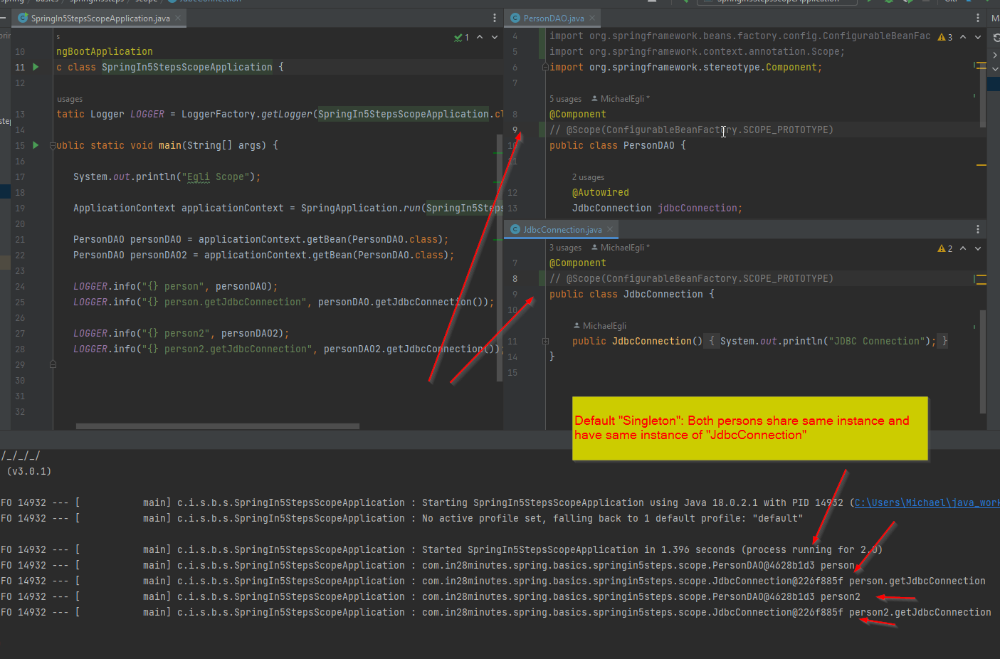 SpringIn5StepsScopeApplication.java
s
1
10 ngBootApplication
11 c class SpringIn5StepsScopeApplication {
12
usages
13 tatic Logger LOGGER = LoggerFactory.getLogger(SpringIn5StepsScopeApplication.cl
14
15 ublic static void main(String[] args) {
16
17 System.out.println("Egli Scope");
18
19 ApplicationContext applicationContext = SpringApplication.run(SpringIn5Steps
20
21 PersonDAO personDAO = applicationContext.getBean(PersonDAO.class);
22 PersonDAO personDAO2 = applicationContext.getBean(PersonDAO.class);
23
24 LOGGER.info("{} person", personDAO);
25 LOGGER.info("{} person.getJdbcConnection", personDAO.getJdbcConnection());
26
27 LOGGER.info("{} person2", personDAO2);
28 LOGGER.info("{} person2.getJdbcConnection", personDAO2.getJdbcConnection());
29
30
31
32
PersonDAO.java
4 import org.springframework.beans.factory.config.ConfigurableBeanFac
3
5 import org.springframework.context.annotation.Scope;
6 import org.springframework.stereotype.Component;
7
5 usages MichaelEgli *
8 @Component
9 // @Scope(ConfigurableBeanFactory.SCOPE_PROTOTYPE)
10 public class PersonDAO {
11
2 usages
12 @Autowired
13 JdbcConnection jdbcConnection;
JdbcConnection.java
3 usages MichaelEgli *
2
7 @Component
8 // @Scope(ConfigurableBeanFactory.SCOPE_PROTOTYPE)
9 public class JdbcConnection {
10
MichaelEgli
11 public JdbcConnection() { System.out.println("JDBC Connection"); }
14 }
15
Default "Singleton": Both persons share same instance and
have same instance of "JdbcConnection"
/_/_/_/
(v3.0.1)
FO 14932 --- [ main] c.i.s.b.s.SpringIn5StepsScopeApplication : Starting SpringIn5StepsScopeApplication using Java 18.0.2.1 with PID 14932 (C:\Users\Michael\java_work
FO 14932 --- [ main] c.i.s.b.s.SpringIn5StepsScopeApplication : No active profile set, falling back to 1 default profile: "default"
FO 14932 --- [ main] c.i.s.b.s.SpringIn5StepsScopeApplication : Started SpringIn5StepsScopeApplication in 1.396 seconds (process running for 2.0)
FO 14932 --- [ main] c.i.s.b.s.SpringIn5StepsScopeApplication : com.in28minutes.spring.basics.springin5steps.scope.PersonDAO@4628b1d3 person
FO 14932 --- [ main] c.i.s.b.s.SpringIn5StepsScopeApplication : com.in28minutes.spring.basics.springin5steps.scope.JdbcConnection@226f885f person.getJdbcConnection
FO 14932 --- [ main] c.i.s.b.s.SpringIn5StepsScopeApplication : com.in28minutes.spring.basics.springin5steps.scope.PersonDAO@4628b1d3 person2
FO 14932 --- [ main] c.i.s.b.s.SpringIn5StepsScopeApplication : com.in28minutes.spring.basics.springin5steps.scope.JdbcConnection@226f885f person2.getJdbcConnection